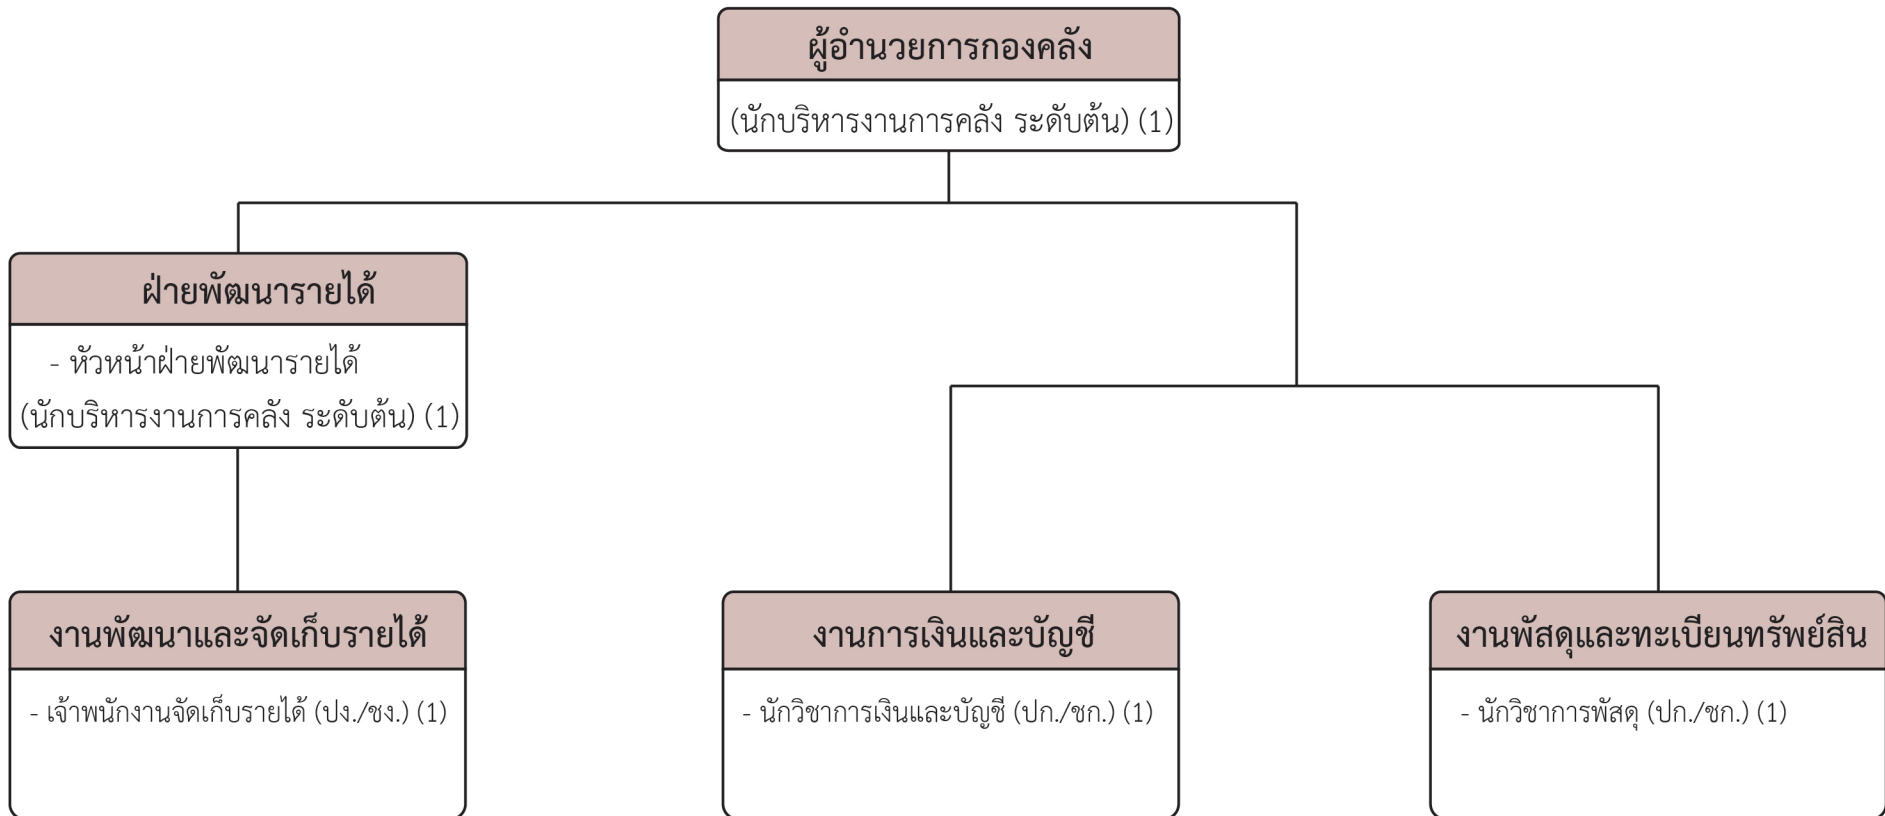 ผู้อำนวยการกองคลัง
(นักบริหารงานการคลัง ระดับต้น) (1)
ฝ่ายพัฒนารายได้
- หัวหน้าฝ่ายพัฒนารายได้
(นักบริหารงานการคลัง ระดับต้น) (1)
งานพัฒนาและจัดเก็บรายได้
- เจ้าพนักงานจัดเก็บรายได้ (ปง./ชง.) (1)
งานการเงินและบัญชี
- นักวิชาการเงินและบัญชี (ปก./ชก.) (1)
งานพัสดุและทะเบียนทรัพย์สิน
- นักวิชาการพัสดุ (ปก./ชก.) (1)